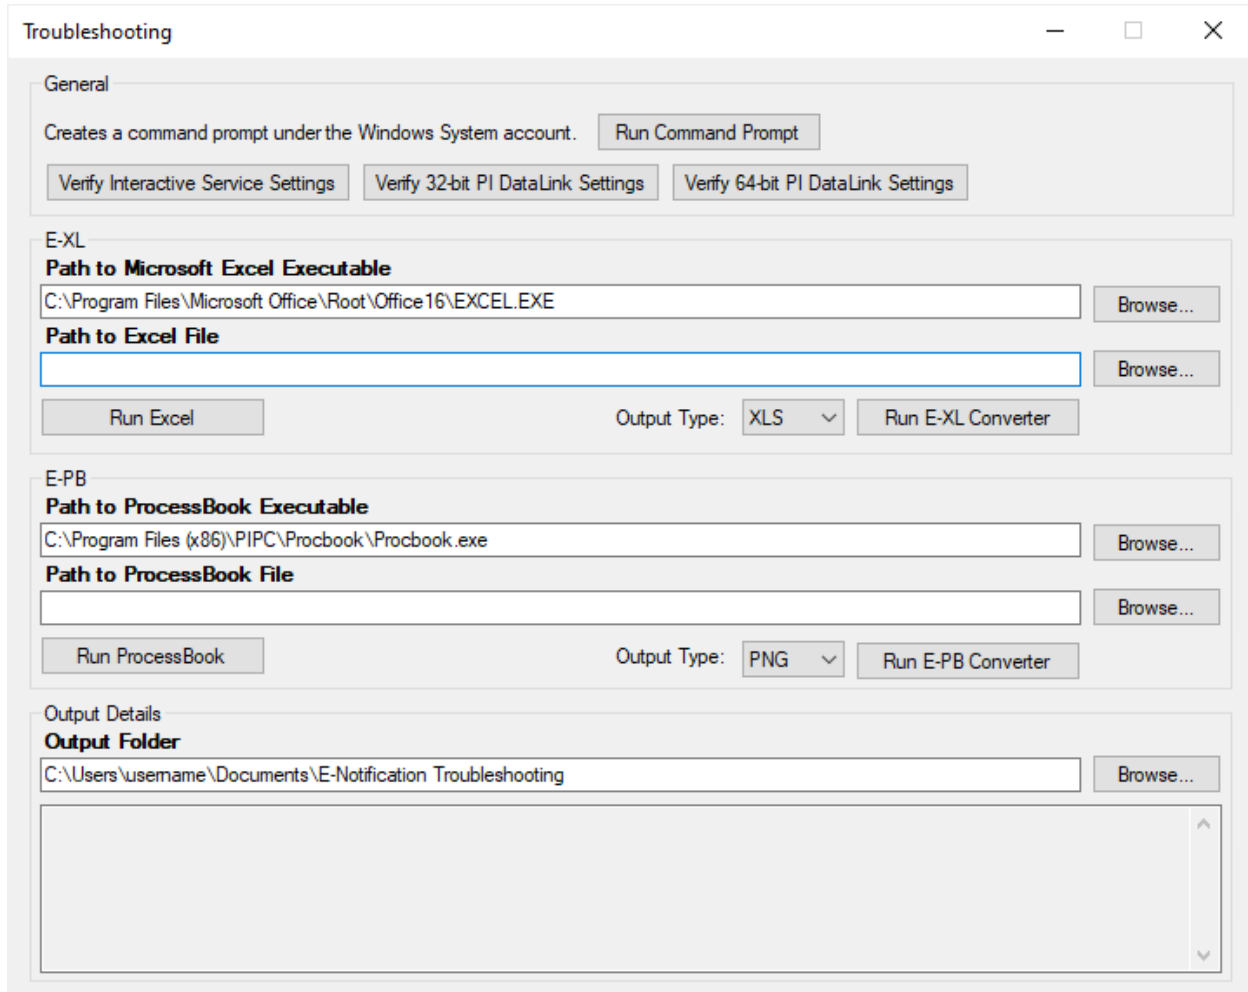 Troubleshooting
General
Creates a command prompt under the Windows System account. Run Command Prompt
Verify Interactive Service Settings Verify 32-bit PI DataLink Settings Verify 64-bit PI DataLink Settings
E-XL
Path to Microsoft Excel Executable
C:\Program Files\Microsoft Office\Root\Office16\EXCEL.EXE Browse...
Path to Excel File
Browse...
Run Excel Output Type: XLS Run E-XL Converter
E-PB
Path to ProcessBook Executable
C:\Program Files (x86)\PIPC\Procbook\Procbook.exe Browse...
Path to ProcessBook File
Browse...
Run ProcessBook Output Type: PNG Run E-PB Converter
Output Details
Output Folder
C:\Users\username\Documents\E-Notification Troubleshooting Browse...